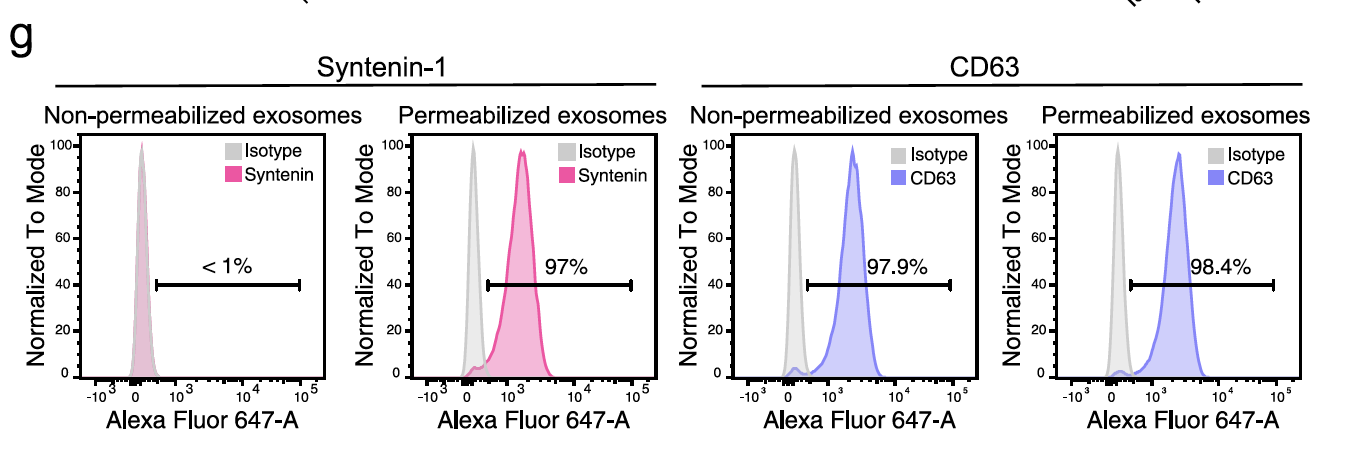 g
Syntenin-1
CD63
Non-permeabilized exosomes
Permeabilized exosomes
Non-permeabilized exosomes
Permeabilized exosomes
Normalized To Mode
100
80
60
40
20
0
Isotype
Syntenin
< 1%
-10³ 0 10³ 10⁴ 10⁵
Alexa Fluor 647-A
Normalized To Mode
100
80
60
40
20
0
Isotype
Syntenin
97%
-10³ 0 10³ 10⁴ 10⁵
Alexa Fluor 647-A
Normalized To Mode
100
80
60
40
20
0
Isotype
CD63
97.9%
-10³ 0 10³ 10⁴ 10⁵
Alexa Fluor 647-A
Normalized To Mode
100
80
60
40
20
0
Isotype
CD63
98.4%
-10³ 0 10³ 10⁴ 10⁵
Alexa Fluor 647-A